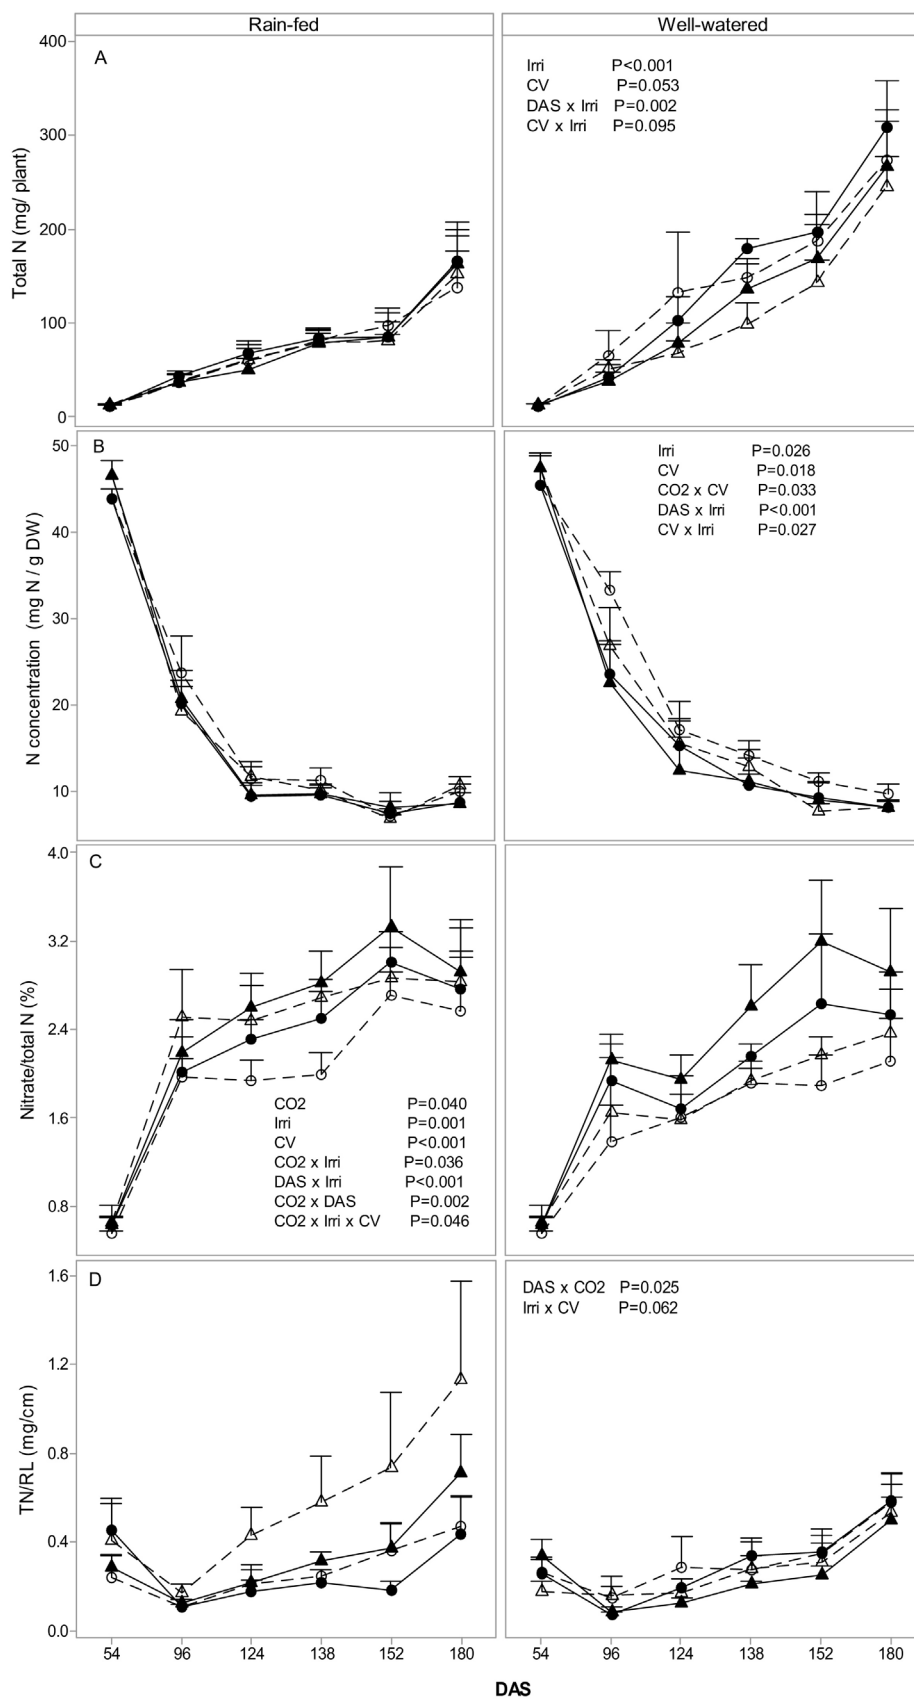 Rain-fed
Well-watered
A
Total N (mg/ plant)
400
300
200
100
0
Irri P<0.001
CV P=0.053
DAS x Irri P=0.002
CV x Irri P=0.095
B
N concentration (mg N / g DW)
50
40
30
20
10
Irri P=0.026
CV P=0.018
CO2 x CV P=0.033
DAS x Irri P<0.001
CV x Irri P=0.027
C
Nitrate/total N (%)
4.0
3.2
2.4
1.6
0.8
CO2 P=0.040
Irri P=0.001
CV P<0.001
CO2 x Irri P=0.036
DAS x Irri P<0.001
CO2 x DAS P=0.002
CO2 x Irri x CV P=0.046
D
TN/RL (mg/cm)
1.6
1.2
0.8
0.4
0.0
DAS x CO2 P=0.025
Irri x CV P=0.062
54 96 124 138 152 180
54 96 124 138 152 180
DAS